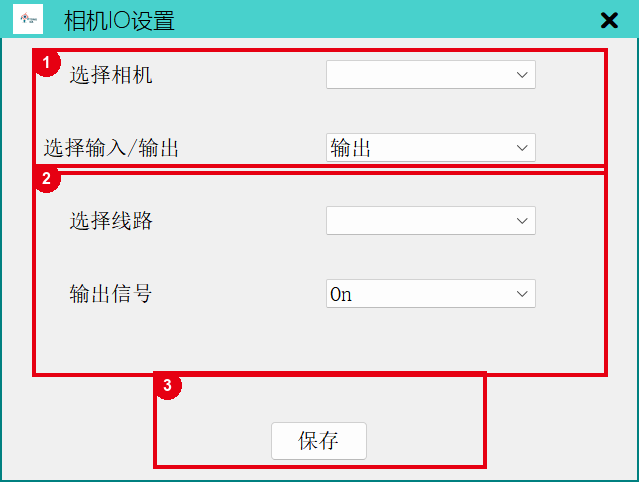 相机IO设置
1
选择相机
选择输入/输出 输出
2
选择线路
输出信号 On
3
保存